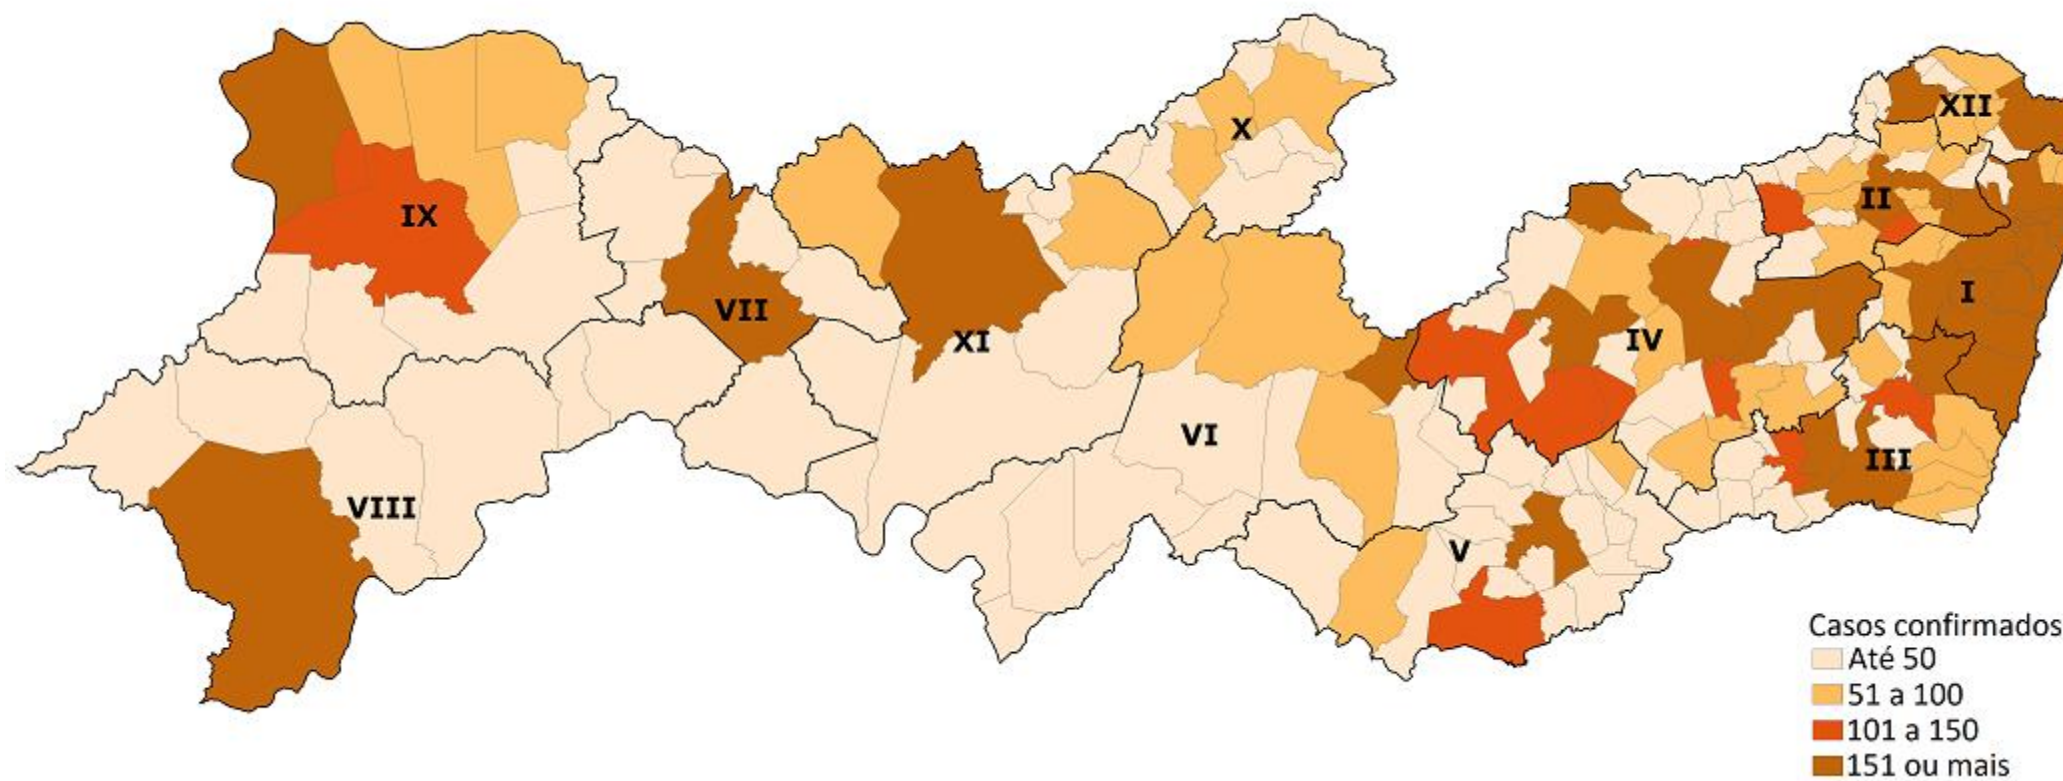 XII
X
II
IX
I
VII
XI
IV
VI
III
VIII
V
Casos confirmados
Até 50
51 a 100
101 a 150
151 ou mais